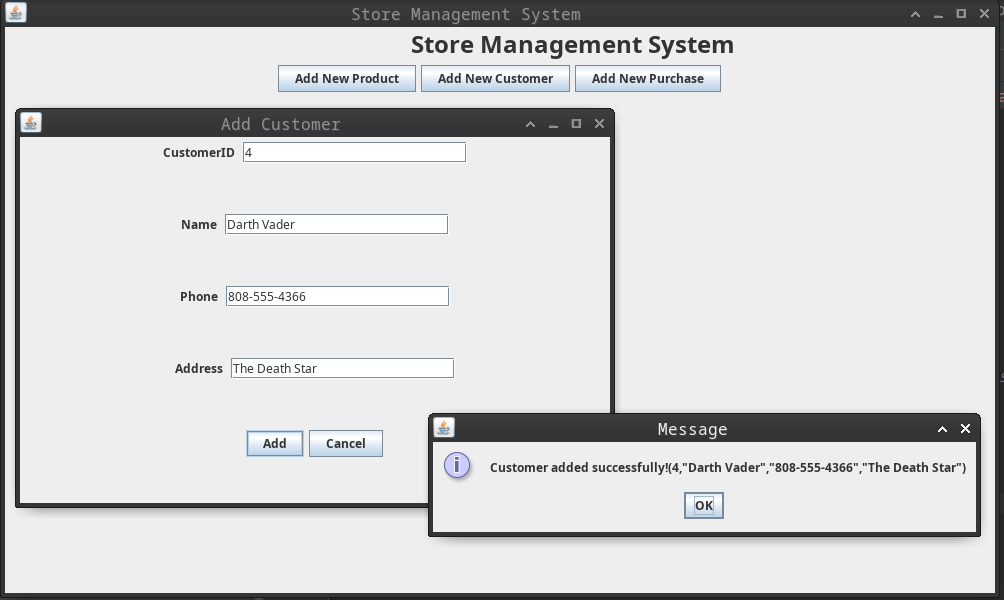 Store Management System
Store Management System
Add New Product Add New Customer Add New Purchase
Add Customer
CustomerID 4
Name Darth Vader
Phone 808-555-4366
Address The Death Star
Add Cancel
Message
Customer added successfully!(4,"Darth Vader","808-555-4366","The Death Star")
OK